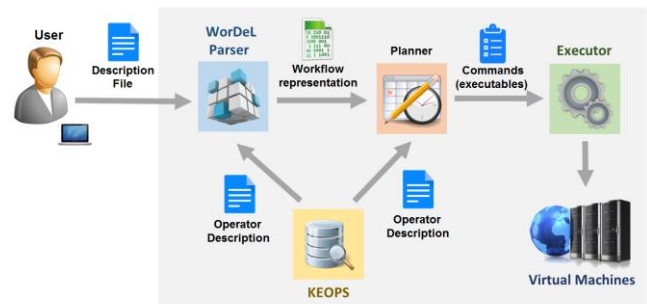 User
Description
File
WorDeL
Parser
Workflow
representation
Planner
Commands
(executables)
Executor
Operator
Description
KEOPS
Operator
Description
Virtual Machines